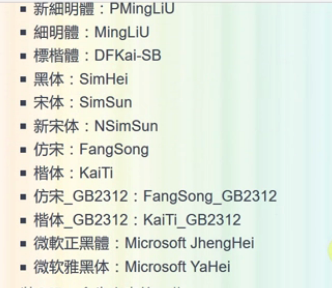 新細明體：PMingLiU
細明體：MingLiU
標楷體：DFKai-SB
黑体：SimHei
宋体：SimSun
新宋体：NSimSun
仿宋：FangSong
楷体：KaiTi
仿宋_GB2312：FangSong_GB2312
楷体_GB2312：KaiTi_GB2312
微軟正黑體：Microsoft JhengHei
微软雅黑体：Microsoft YaHei